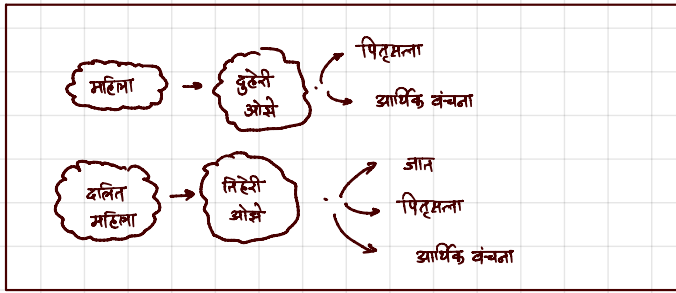 महिला → दुहेरी ओझे → पितृसत्ता
आर्थिक वंचना
दलित महिला → तिहेरी ओझे → जात
पितृसत्ता
आर्थिक वंचना